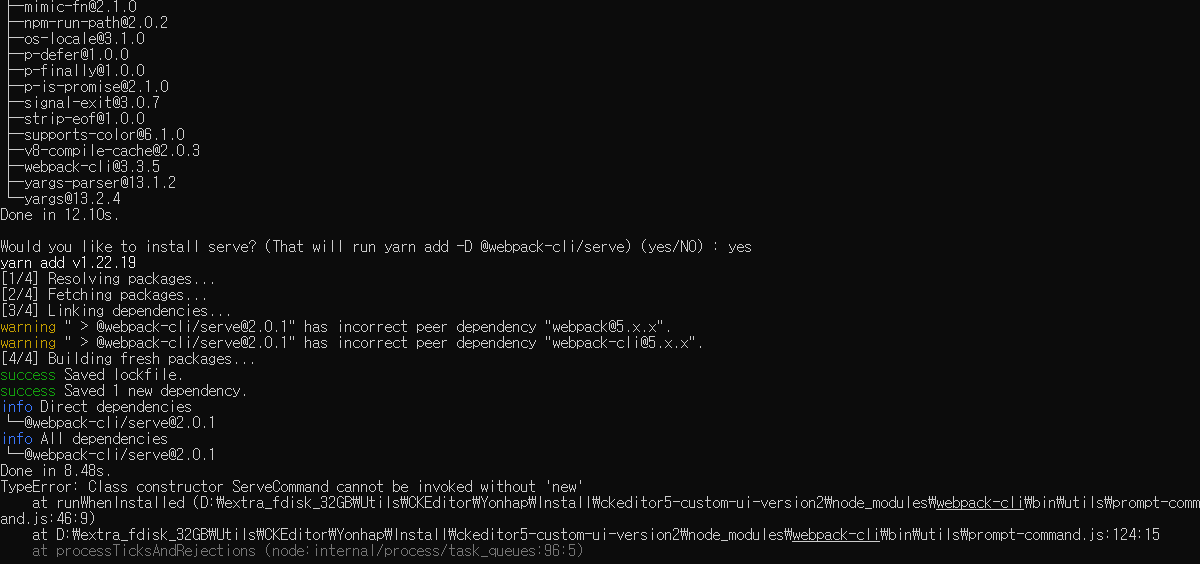 ├─mimic-fn@2.1.0
├─npm-run-path@2.0.2
├─os-locale@3.1.0
├─p-defer@1.0.0
├─p-finally@1.0.0
├─p-is-promise@2.1.0
├─signal-exit@3.0.7
├─strip-eof@1.0.0
├─supports-color@6.1.0
├─v8-compile-cache@2.0.3
├─webpack-cli@3.3.5
├─yargs-parser@13.1.2
└─yargs@13.2.4
Done in 12.10s.
Would you like to install serve? (That will run yarn add -D @webpack-cli/serve) (yes/NO) : yes
yarn add v1.22.19
[1/4] Resolving packages...
[2/4] Fetching packages...
[3/4] Linking dependencies...
warning " > @webpack-cli/serve@2.0.1" has incorrect peer dependency "webpack@5.x.x".
warning " > @webpack-cli/serve@2.0.1" has incorrect peer dependency "webpack-cli@5.x.x".
[4/4] Building fresh packages...
success Saved lockfile.
success Saved 1 new dependency.
info Direct dependencies
└─@webpack-cli/serve@2.0.1
info All dependencies
└─@webpack-cli/serve@2.0.1
Done in 8.48s.
TypeError: Class constructor ServeCommand cannot be invoked without 'new'
at runWhenInstalled (D:₩extra_fdisk_32GB₩Utils₩CKEditor₩Yonhap₩Install₩ckeditor5-custom-ui-version2₩node_modules₩webpack-cli₩bin₩utils₩prompt-comm
and.js:46:9)
at D:₩extra_fdisk_32GB₩Utils₩CKEditor₩Yonhap₩Install₩ckeditor5-custom-ui-version2₩node_modules₩webpack-cli₩bin₩utils₩prompt-command.js:124:15
at processTicksAndRejections (node:internal/process/task_queues:96:5)